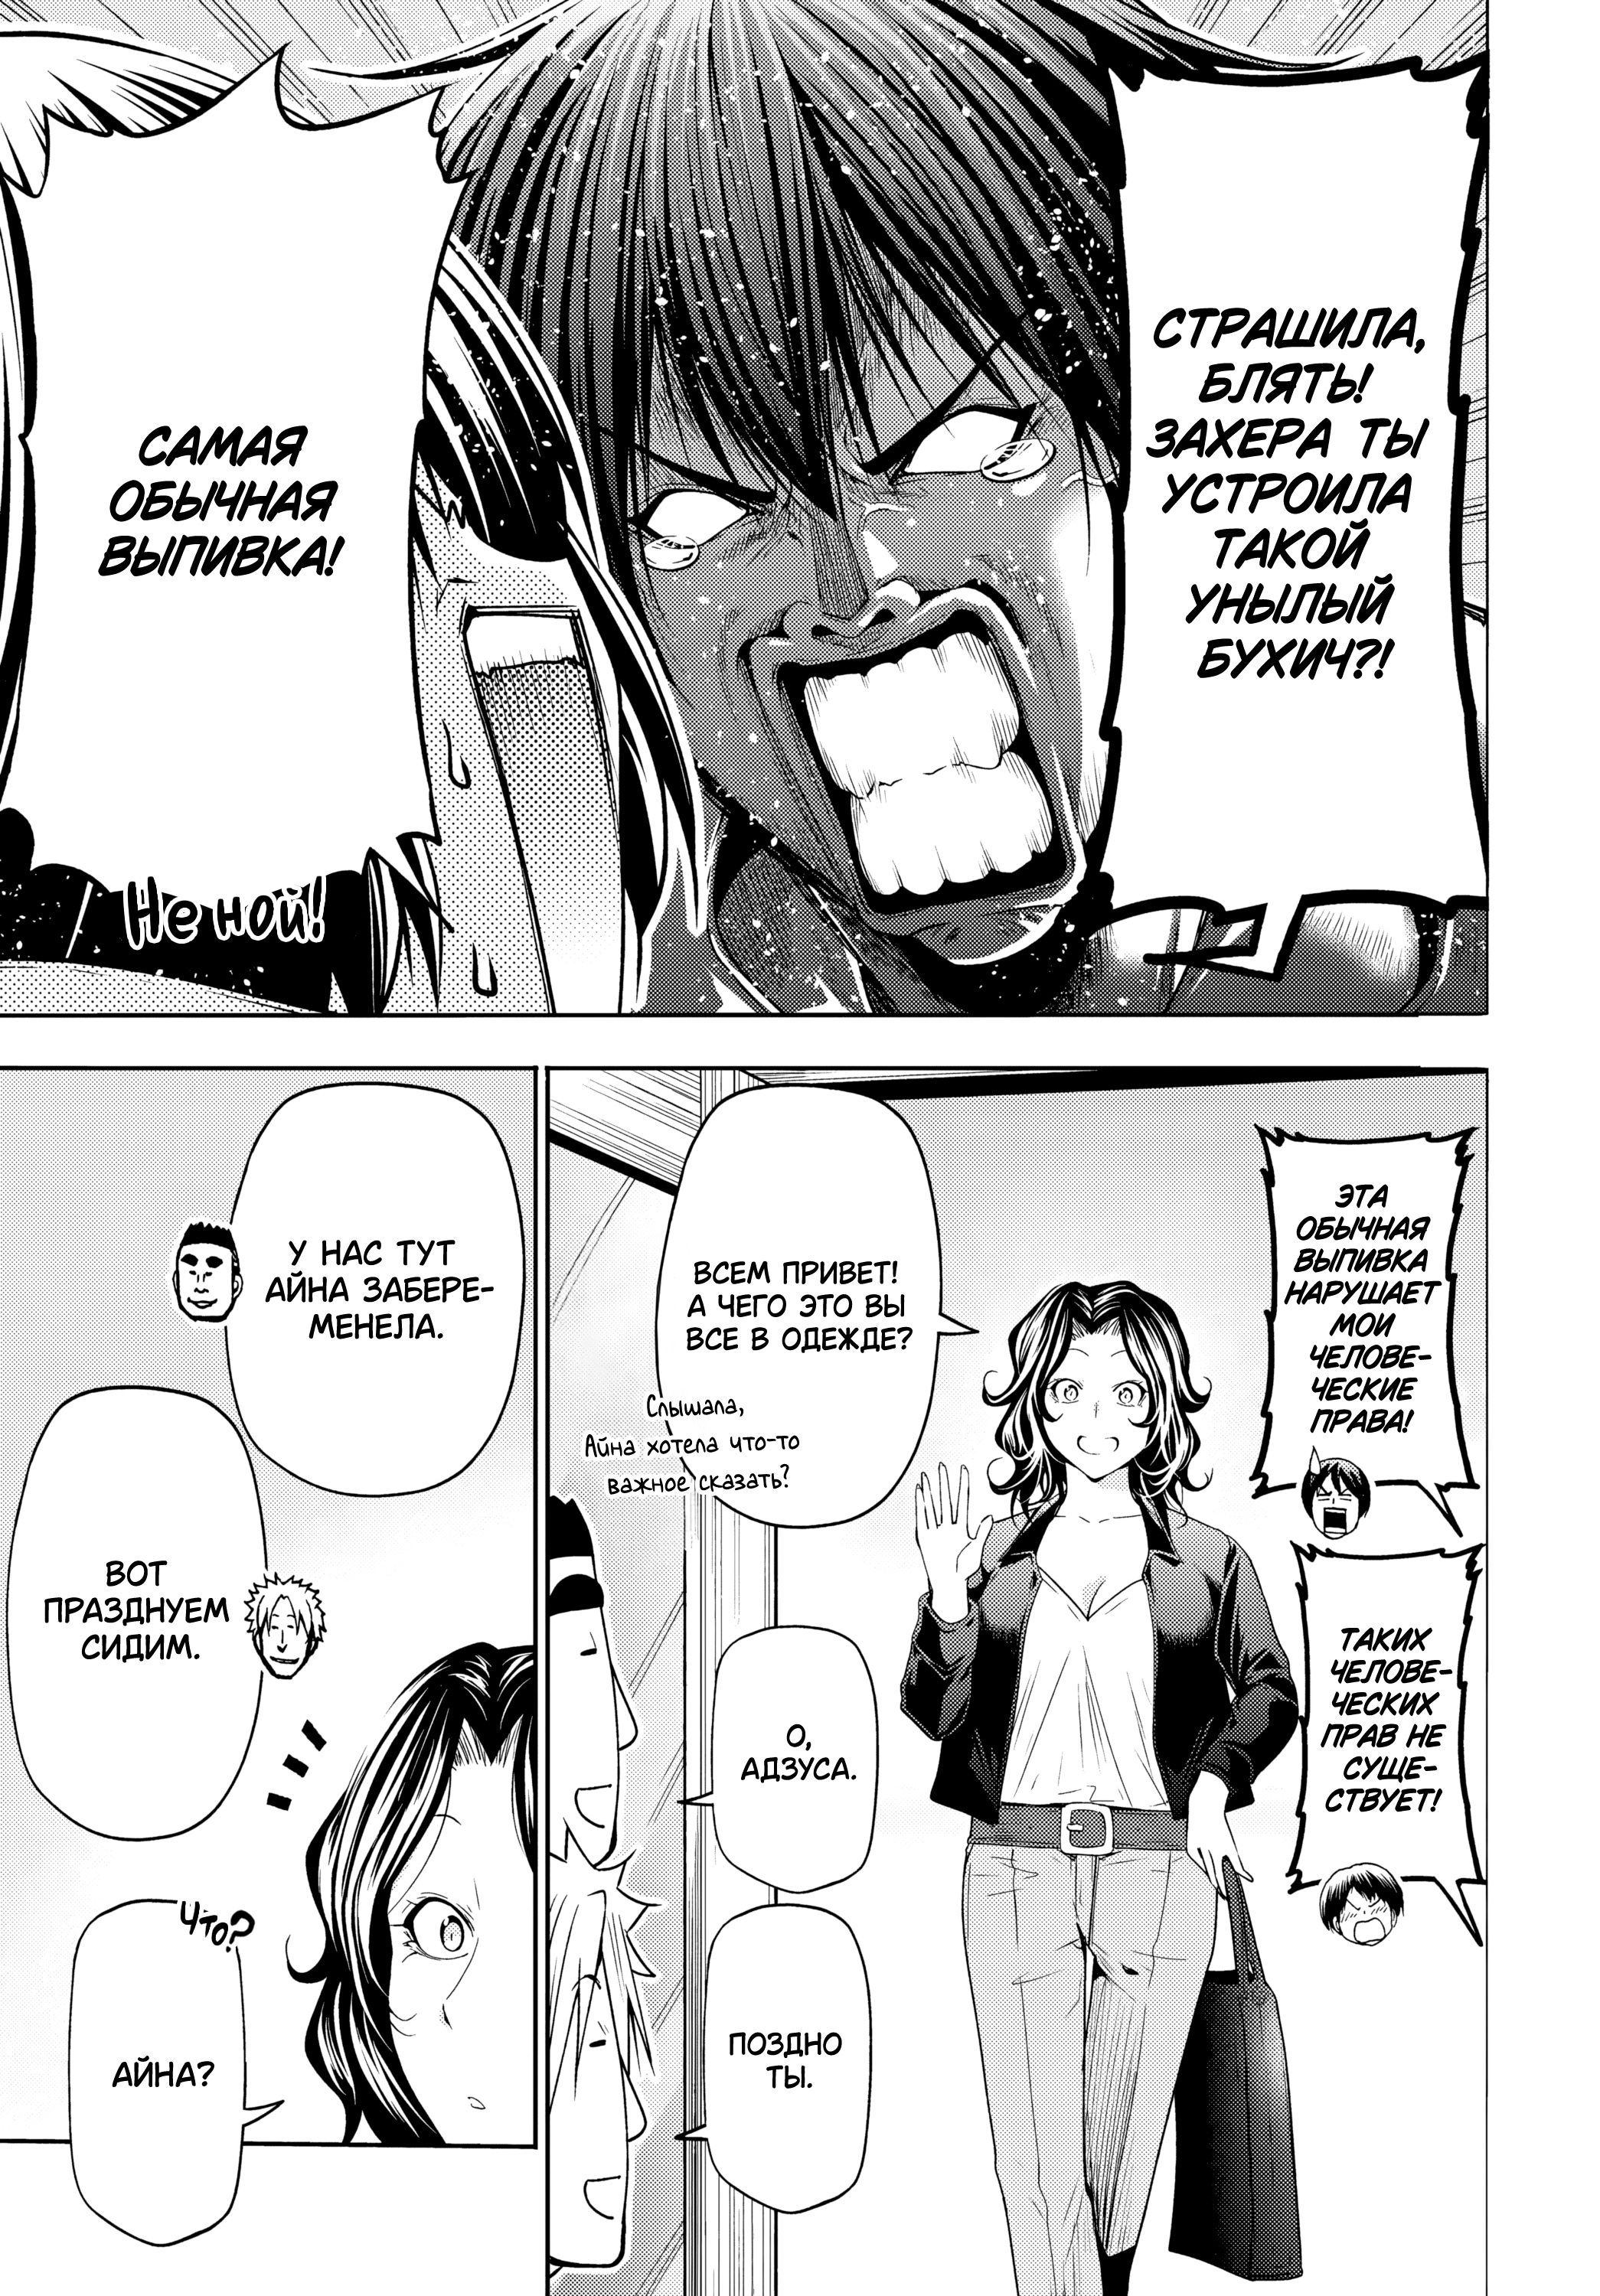 СТРАШИЛА,
БЛЯТЬ!
ЗАХЕРА ТЫ
УСТРОИЛА
ТАКОЙ
УНЫЛЫЙ
БУХИЧ?!
САМАЯ
ОБЫЧНАЯ
ВЫПИВКА!
Не ной!
ЭТА
ОБЫЧНАЯ
ВЫПИВКА
НАРУШАЕТ
МОИ
ЧЕЛОВЕ-
ЧЕСКИЕ
ПРАВА!
ТАКИХ
ЧЕЛОВЕ-
ЧЕСКИХ
ПРАВ НЕ
СУЩЕ-
СТВУЕТ!
ВСЕМ ПРИВЕТ!
А ЧЕГО ЭТО ВЫ
ВСЕ В ОДЕЖДЕ?
Слышала,
Айна хотела что-то
важное сказать?
О,
АДЗУСА.
ПОЗДНО
ТЫ.
У НАС ТУТ
АЙНА ЗАБЕРЕ-
МЕНЕЛА.
ВОТ
ПРАЗДНУЕМ
СИДИМ.
Что?
АЙНА?